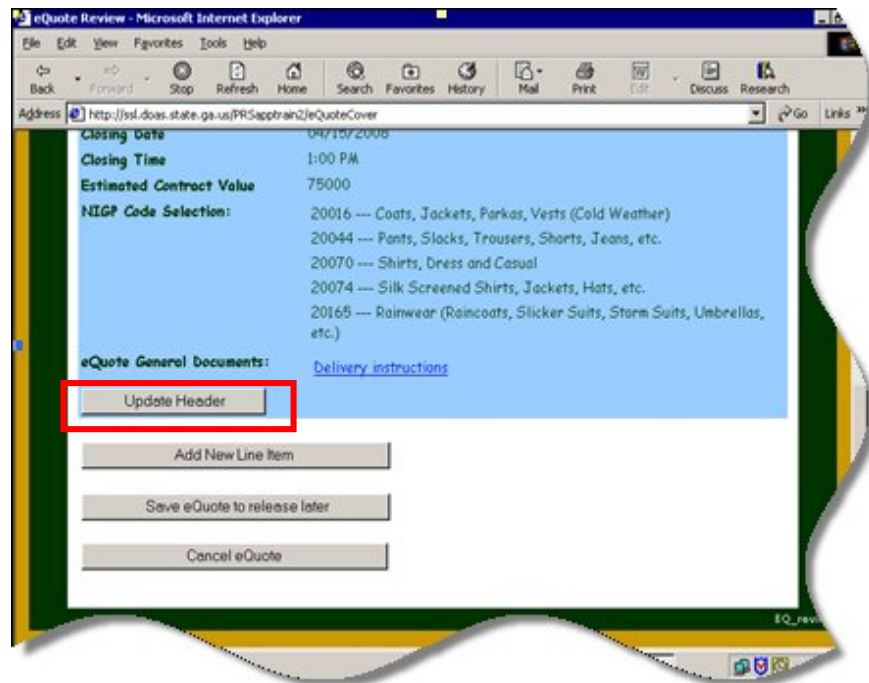 eQuote Review - Microsoft Internet Explorer
File Edit View Favorites Tools Help
Back Forward Stop Refresh Home Search Favorites History Mail Print Edit Discuss Research
Address http://ssl.doas.state.ga.us/PRSapptrain2/eQuoteCover Go Links
Closing Date 04/15/2008
Closing Time 1:00 PM
Estimated Contract Value 75000
NIGP Code Selection: 20016 --- Coats, Jackets, Parkas, Vests (Cold Weather)
20044 --- Pants, Slacks, Trousers, Shorts, Jeans, etc.
20070 --- Shirts, Dress and Casual
20074 --- Silk Screened Shirts, Jackets, Hats, etc.
20165 --- Rainwear (Raincoats, Slicker Suits, Storm Suits, Umbrellas,
etc.)
eQuote General Documents: Delivery instructions
Update Header
Add New Line Item
Save eQuote to release later
Cancel eQuote